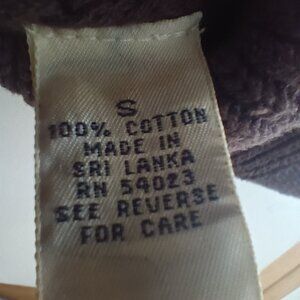 S
100% COTTON
MADE IN
SRI LANKA
RN 54023
SEE REVERSE
FOR CARE